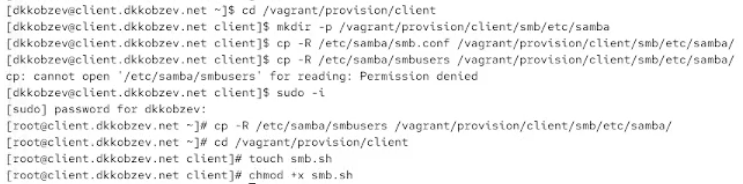 [dkkobzev@client.dkkobzev.net ~]$ cd /vagrant/provision/client
[dkkobzev@client.dkkobzev.net client]$ mkdir -p /vagrant/provision/client/smb/etc/samba
[dkkobzev@client.dkkobzev.net client]$ cp -R /etc/samba/smb.conf /vagrant/provision/client/smb/etc/samba/
[dkkobzev@client.dkkobzev.net client]$ cp -R /etc/samba/smbusers /vagrant/provision/client/smb/etc/samba/
cp: cannot open '/etc/samba/smbusers' for reading: Permission denied
[dkkobzev@client.dkkobzev.net client]$ sudo -i
[sudo] password for dkkobzev:
[root@client.dkkobzev.net ~]# cp -R /etc/samba/smbusers /vagrant/provision/client/smb/etc/samba/
[root@client.dkkobzev.net ~]# cd /vagrant/provision/client
[root@client.dkkobzev.net client]# touch smb.sh
[root@client.dkkobzev.net client]# chmod +x smb.sh